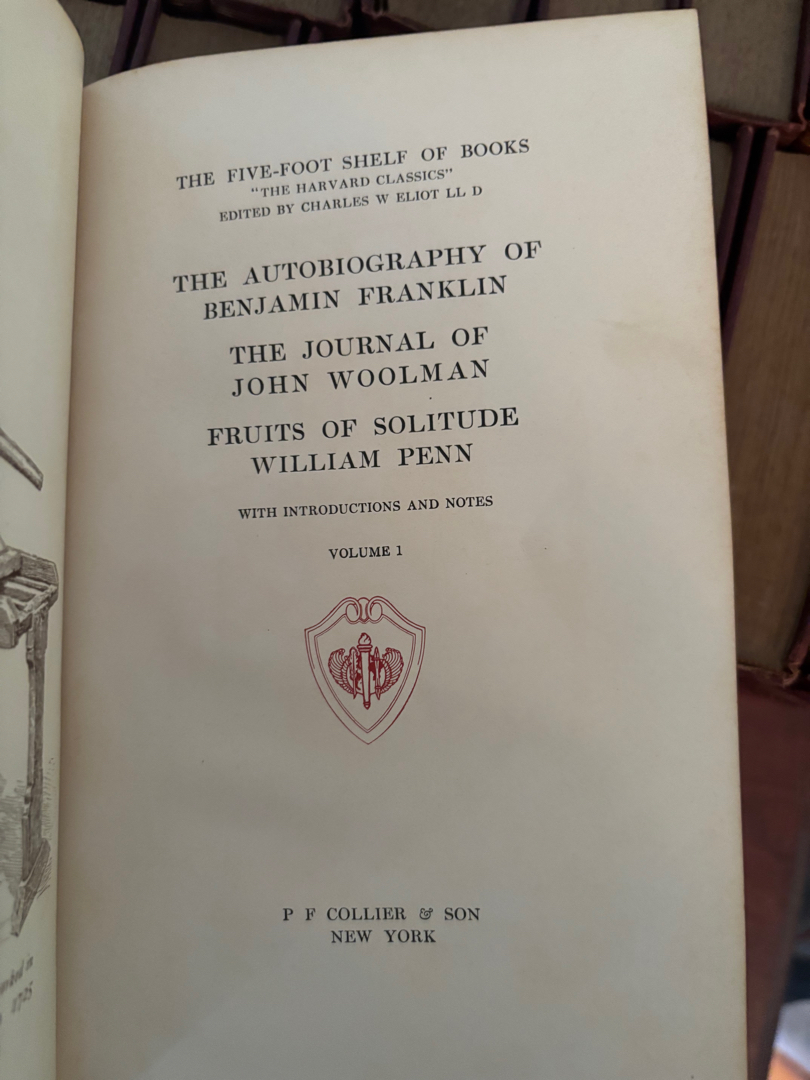 THE FIVE-FOOT SHELF OF BOOKS
"THE HARVARD CLASSICS"
EDITED BY CHARLES W ELIOT LL D
THE AUTOBIOGRAPHY OF
BENJAMIN FRANKLIN
THE JOURNAL OF
JOHN WOOLMAN
FRUITS OF SOLITUDE
WILLIAM PENN
WITH INTRODUCTIONS AND NOTES
VOLUME 1
P F COLLIER & SON
NEW YORK
in
1725